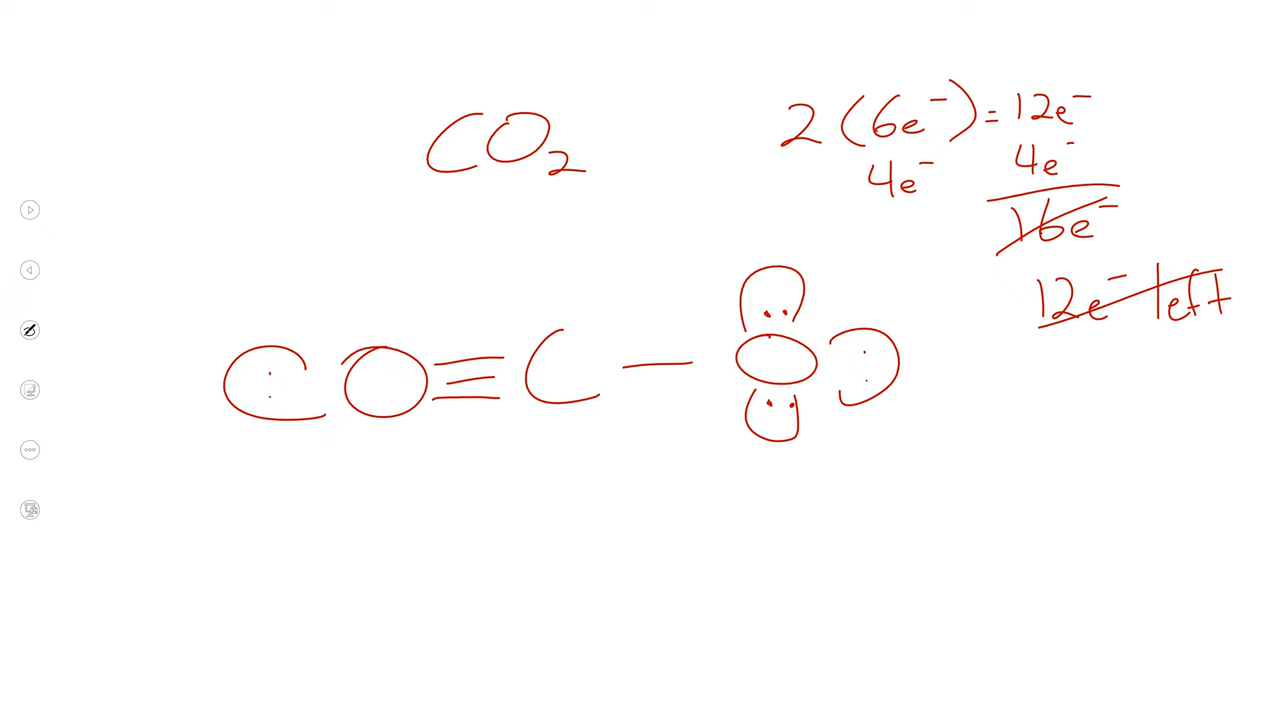 CO₂
2(6e⁻) = 12e⁻
4e⁻ 4e⁻
16e⁻
12e⁻ left
:O≡C—O: